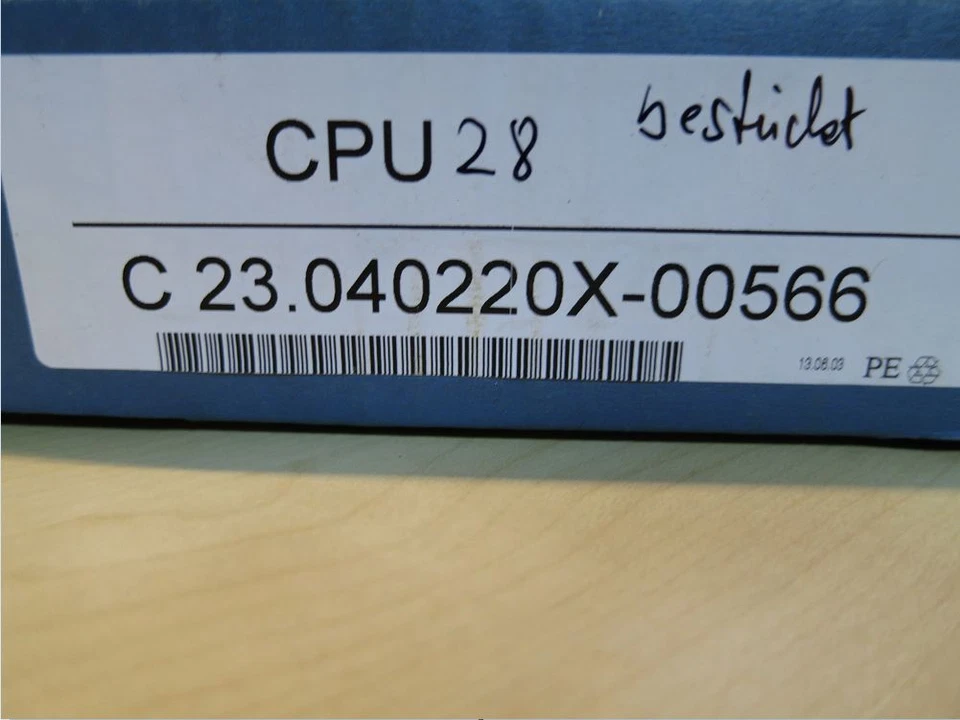 CPU 28 bestückt
C 23.040220X-00566
13.08.03 PE